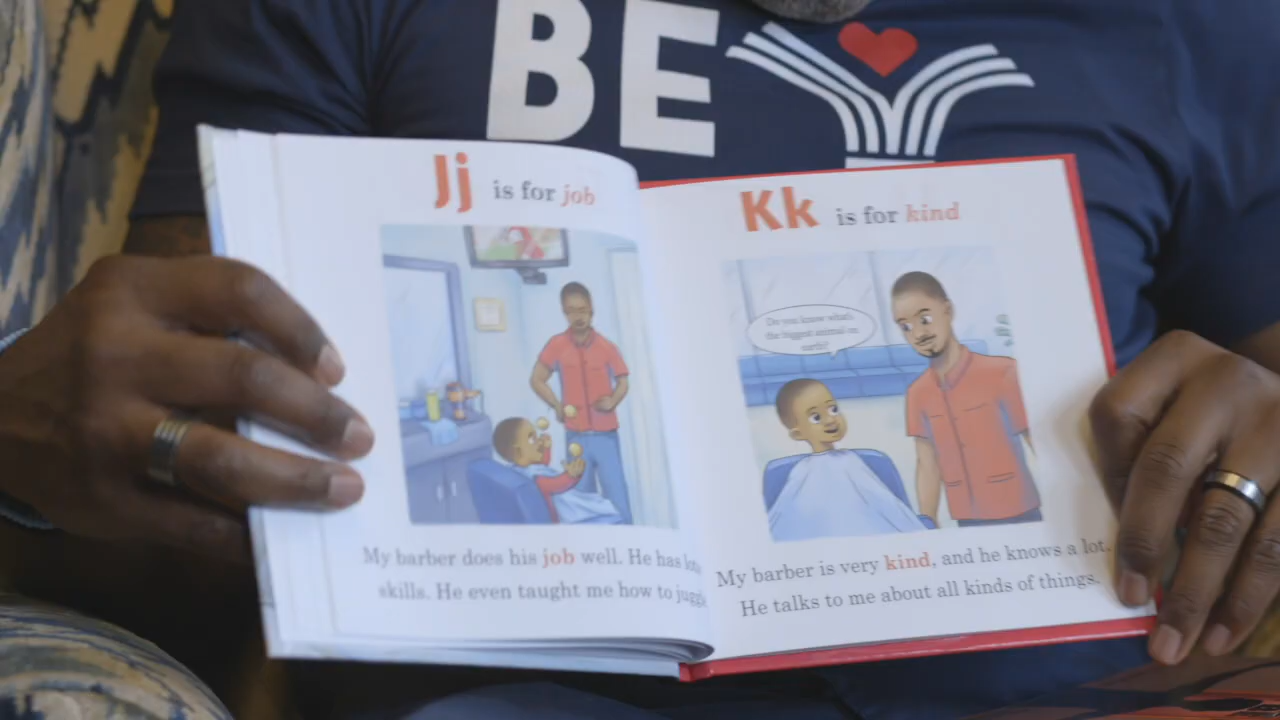 BE
Jj is for job
My barber does his job well. He has
skills. He even taught me how to
Kk is for kind
Do you know what's
the biggest animal on
earth?
My barber is very kind, and he knows a lot.
He talks to me about all kinds of things.